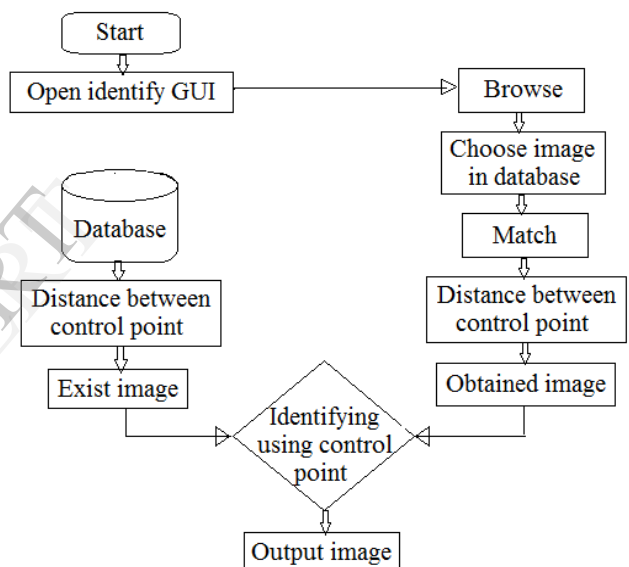 Start
Open identify GUI
Browse
Choose image
in database
Match
Distance between
control point
Obtained image
Database
Distance between
control point
Exist image
Identifying
using control
point
Output image